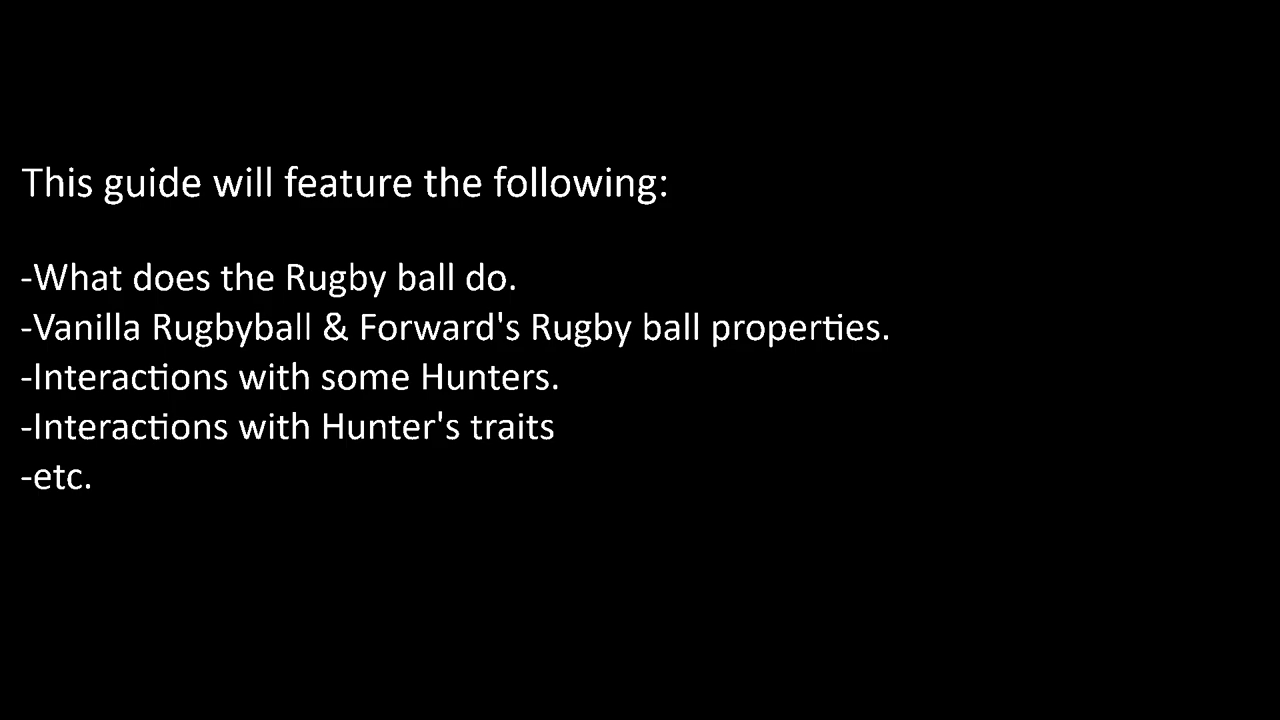 This guide will feature the following:
-What does the Rugby ball do.
-Vanilla Rugbyball & Forward's Rugby ball properties.
-Interactions with some Hunters.
-Interactions with Hunter's traits
-etc.